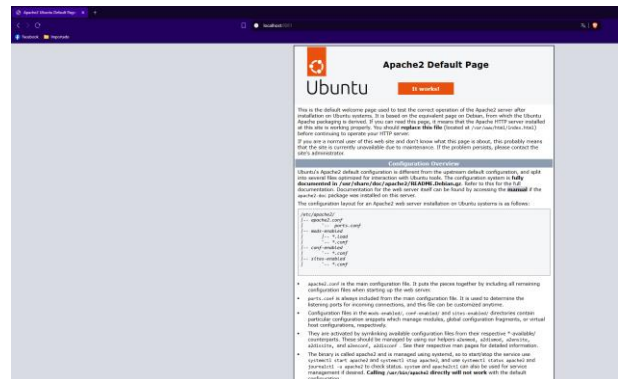 Apache2 Ubuntu Default Page
localhost
Facebook Importado
Apache2 Default Page
Ubuntu
It works!
This is the default welcome page used to test the correct operation of the Apache2 server after
installation on Ubuntu systems. It is based on the equivalent page on Debian, from which the Ubuntu
Apache packaging is derived. If you can read this page, it means that the Apache HTTP server installed
at this site is working properly. You should replace this file (located at /var/www/html/index.html)
before continuing to operate your HTTP server.
If you are a normal user of this web site and don't know what this page is about, this probably means
that the site is currently unavailable due to maintenance. If the problem persists, please contact the
site's administrator.
Configuration Overview
Ubuntu's Apache2 default configuration is different from the upstream default configuration, and split
into several files optimized for interaction with Ubuntu tools. The configuration system is fully
documented in /usr/share/doc/apache2/README.Debian.gz. Refer to this for the full
documentation. Documentation for the web server itself can be found by accessing the manual if the
apache2-doc package was installed on this server.
The configuration layout for an Apache2 web server installation on Ubuntu systems is as follows:
/etc/apache2/
|-- apache2.conf
|   `-- ports.conf
|-- mods-enabled
|   |-- *.load
|   `-- *.conf
|-- conf-enabled
|   `-- *.conf
|-- sites-enabled
|   `-- *.conf
• apache2.conf is the main configuration file. It puts the pieces together by including all remaining
configuration files when starting up the web server.
• ports.conf is always included from the main configuration file. It is used to determine the
listening ports for incoming connections, and this file can be customized anytime.
• Configuration files in the mods-enabled/, conf-enabled/ and sites-enabled/ directories contain
particular configuration snippets which manage modules, global configuration fragments, or virtual
host configurations, respectively.
• They are activated by symlinking available configuration files from their respective *-available/
counterparts. These should be managed by using our helpers a2enmod, a2dismod, a2ensite,
a2dissite, and a2enconf, a2disconf . See their respective man pages for detailed information.
• The binary is called apache2 and is managed using systemd, so to start/stop the service use
systemctl start apache2 and systemctl stop apache2, and use systemctl status apache2 and
journalctl -u apache2 to check status. system and apache2ctl can also be used for service
management if desired. Calling /usr/bin/apache2 directly will not work with the default
configuration.